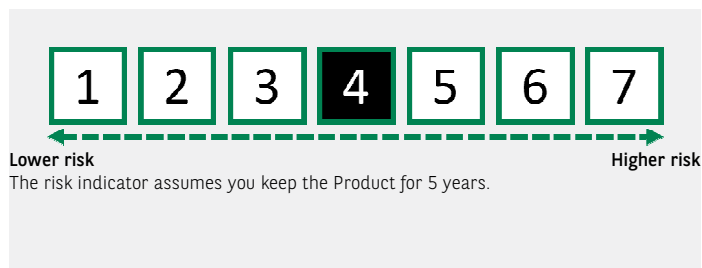 1 2 3 4 5 6 7
Lower risk Higher risk
The risk indicator assumes you keep the Product for 5 years.